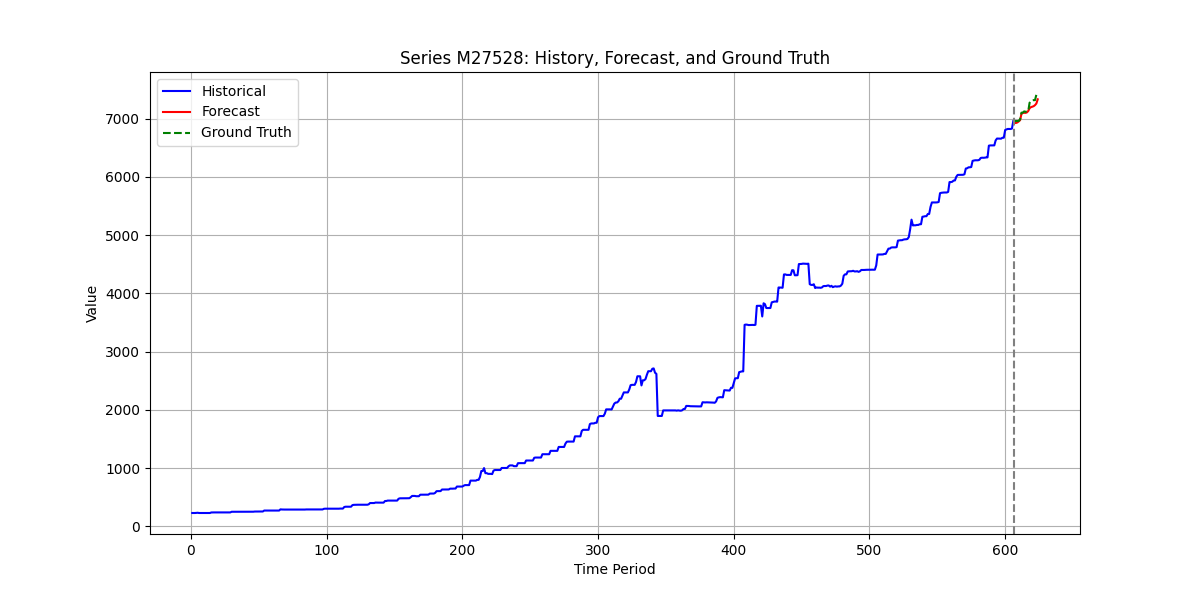 Series M27528: History, Forecast, and Ground Truth
Historical
Forecast
Ground Truth
Value
7000
6000
5000
4000
3000
2000
1000
0
0 100 200 300 400 500 600
Time Period